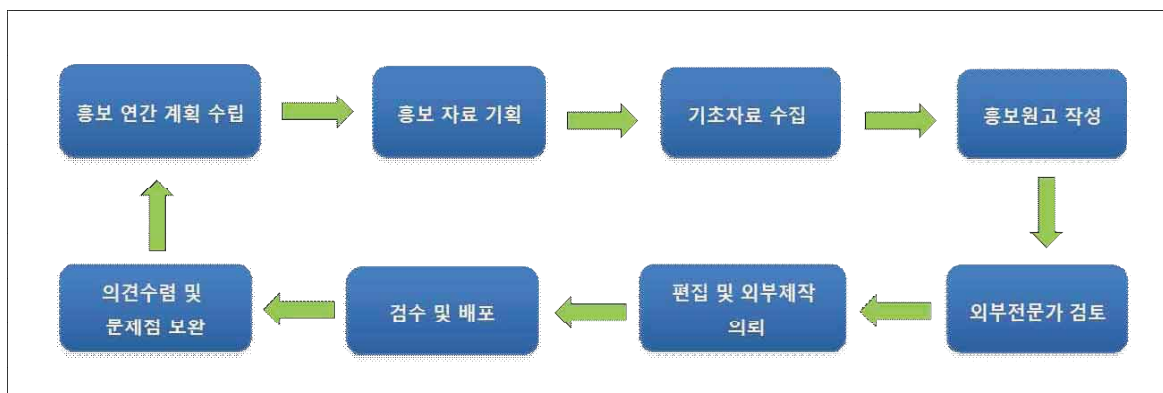 홍보 연간 계획 수립
홍보 자료 기획
기초자료 수집
홍보원고 작성
외부전문가 검토
편집 및 외부제작
의뢰
검수 및 배포
의견수렴 및
문제점 보완